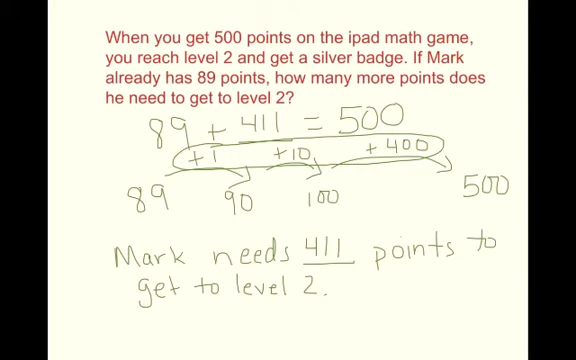 When you get 500 points on the ipad math game,
you reach level 2 and get a silver badge. If Mark
already has 89 points, how many more points does
he need to get to level 2?
89 + 411 = 500
+1 +10 +400
89 90 100 500
Mark needs 411 points to
get to level 2.